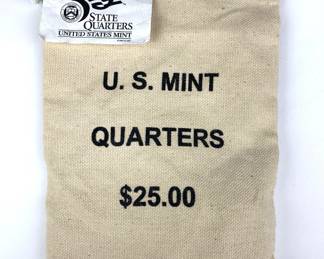 STATE
QUARTERS
UNITED STATES MINT
U. S. MINT
QUARTERS
$25.00